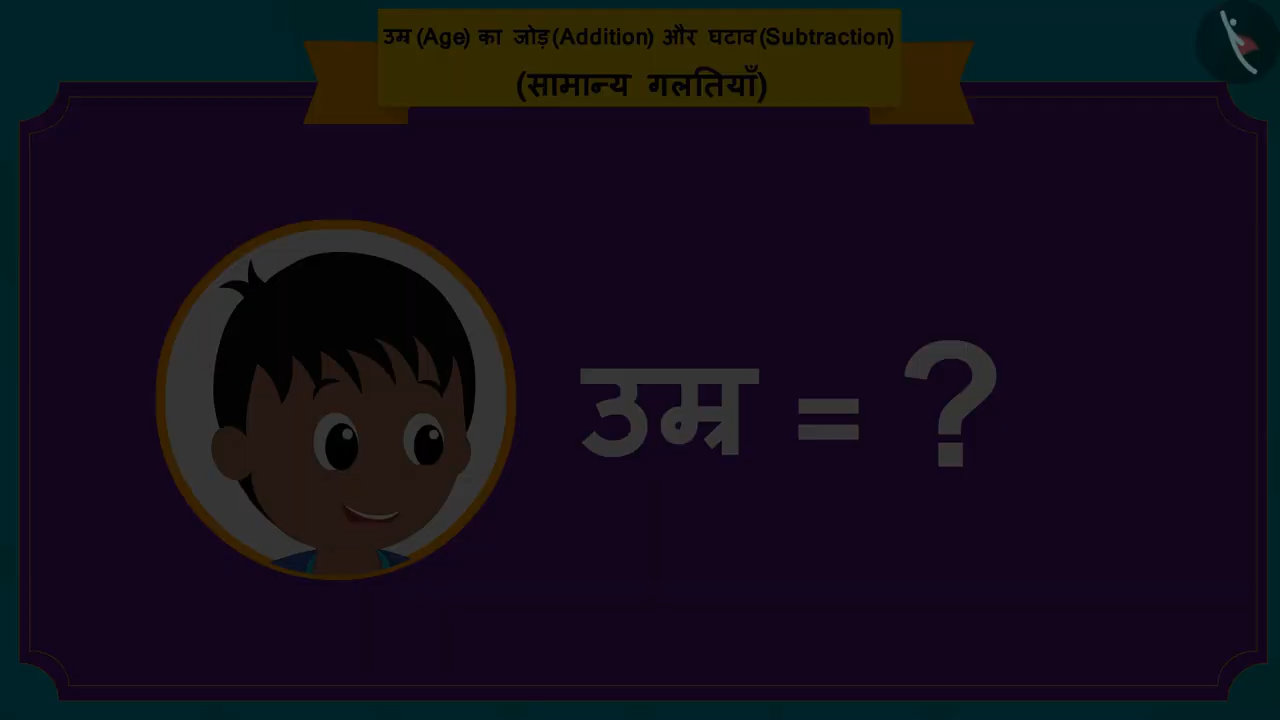 उम्र (Age) का जोड़ (Addition) और घटाव (Subtraction)
(सामान्य गलतियाँ)
उम्र = ?